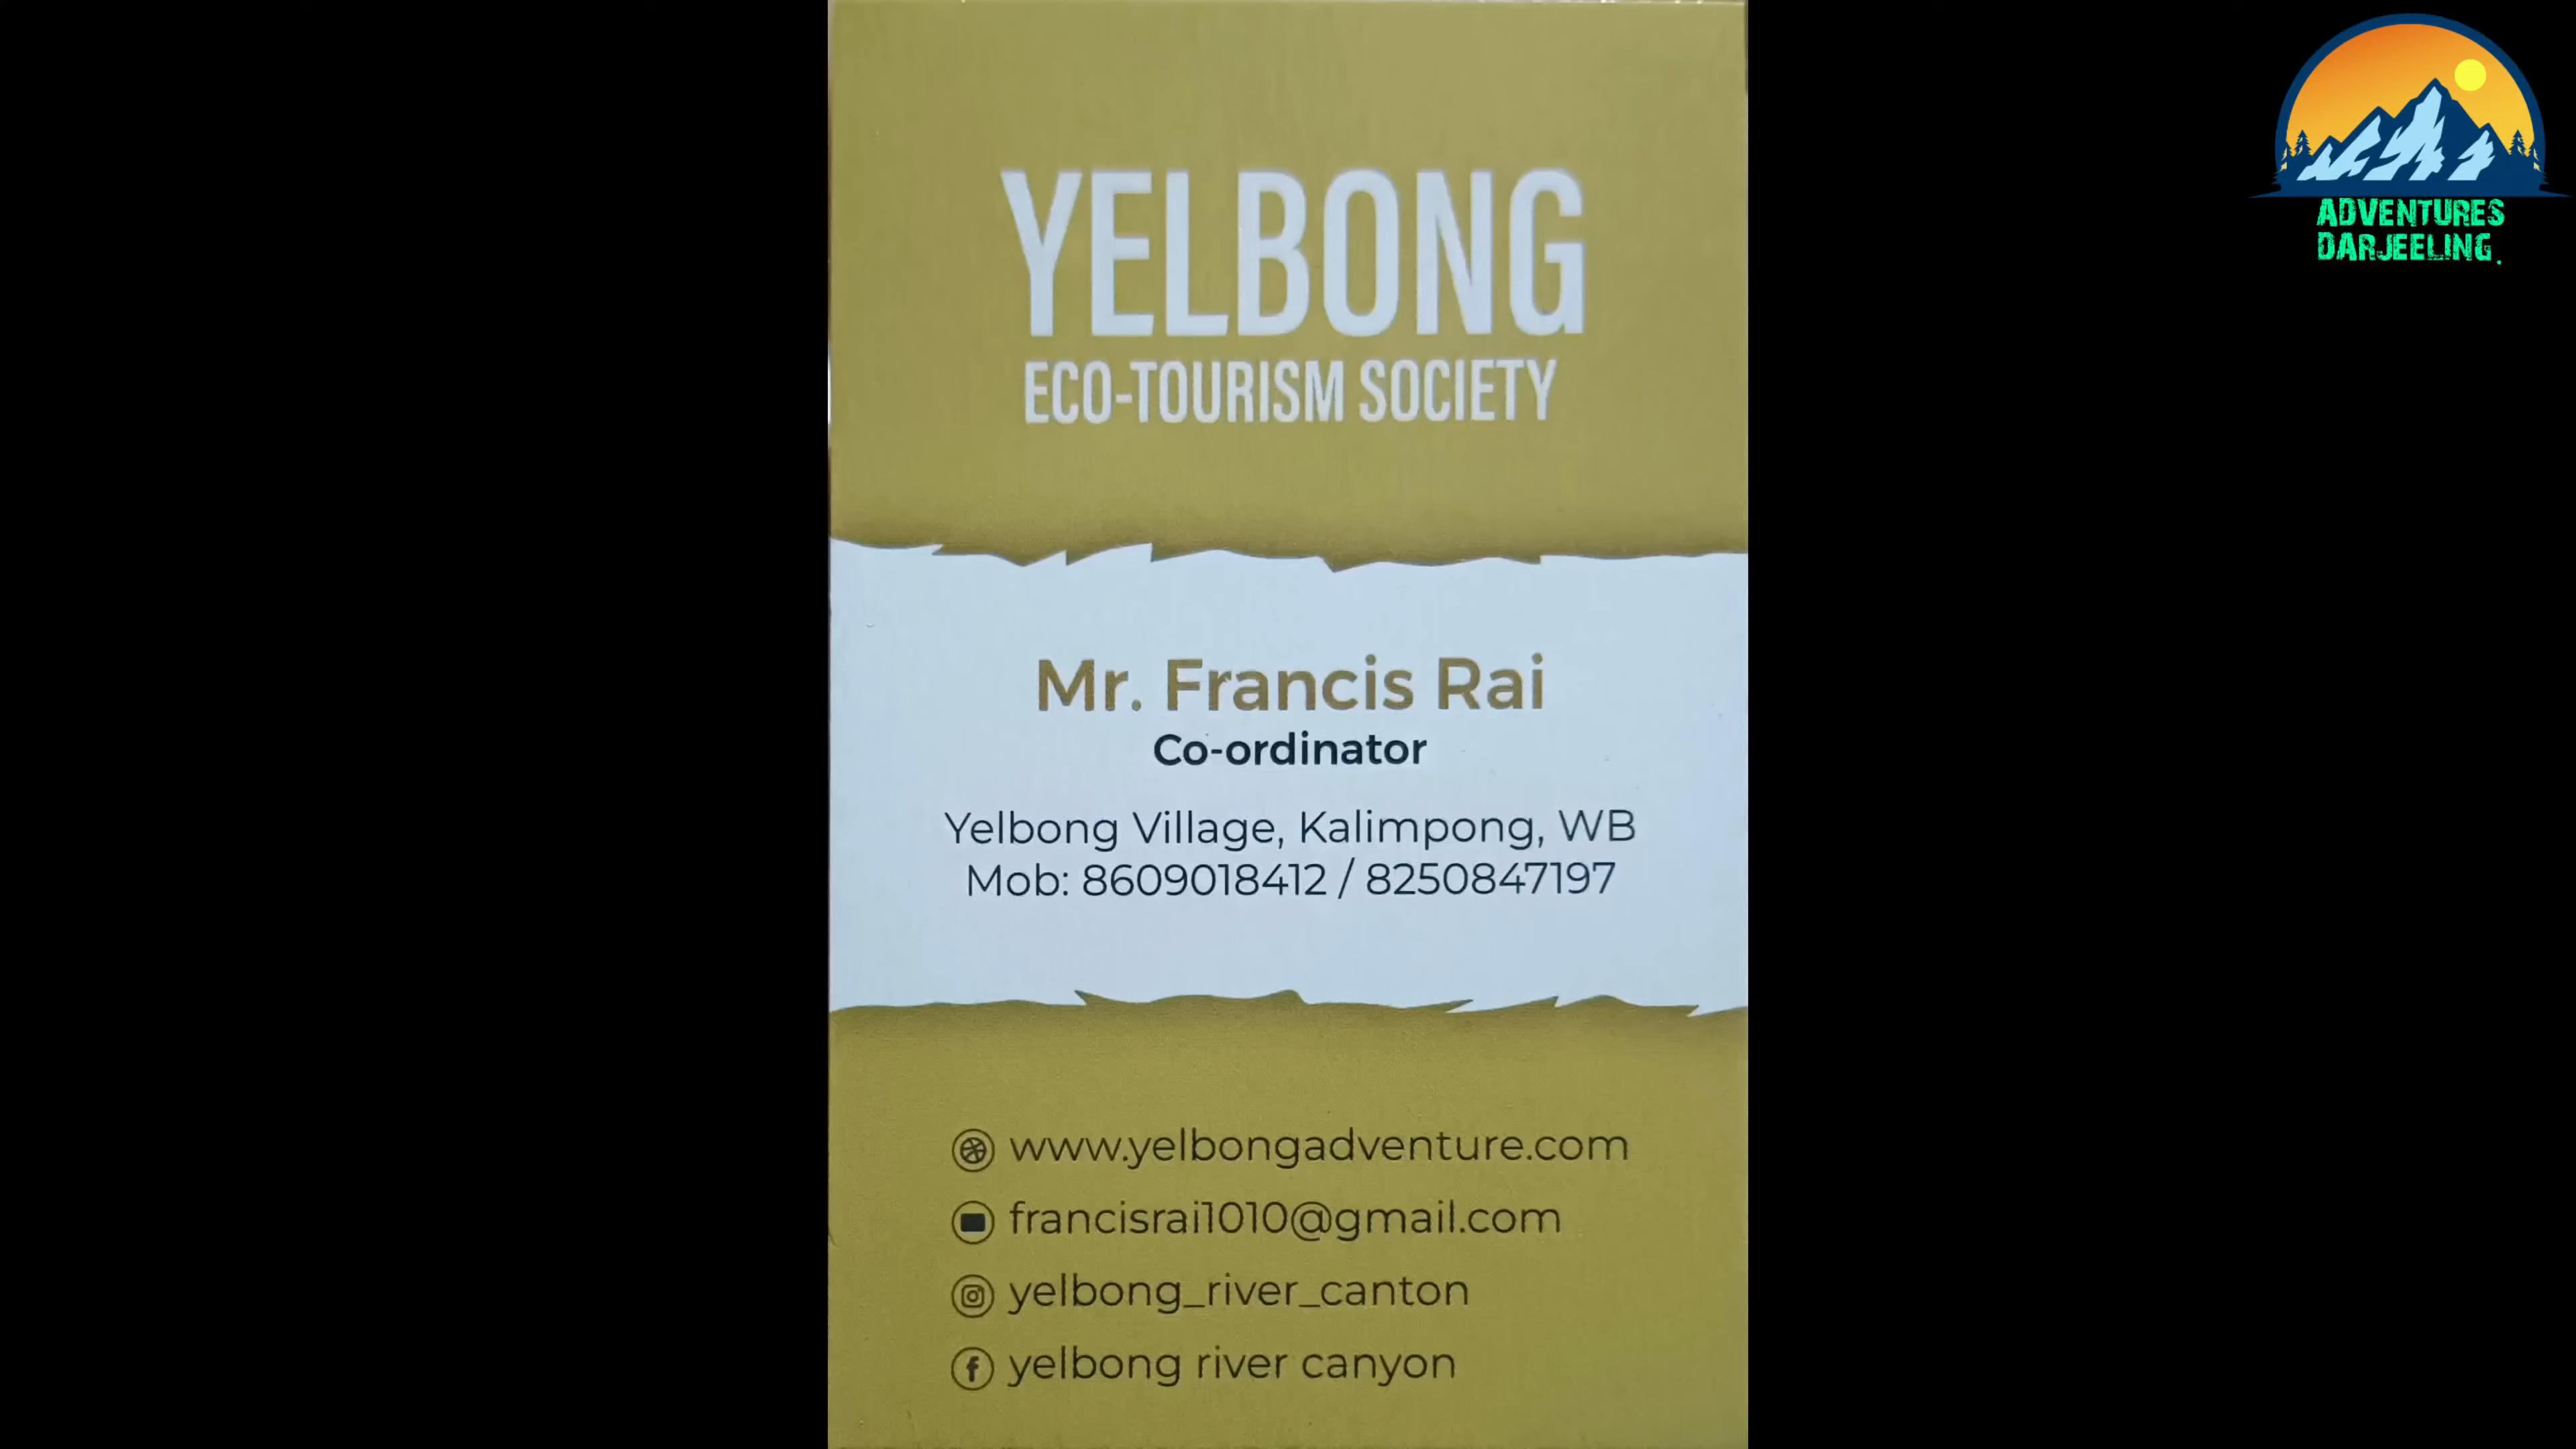 YELBONG
ECO-TOURISM SOCIETY
Mr. Francis Rai
Co-ordinator
Yelbong Village, Kalimpong, WB
Mob: 8609018412 / 8250847197
www.yelbongadventure.com
francisrai1010@gmail.com
yelbong_river_canton
yelbong river canyon
ADVENTURES
DARJEELING.